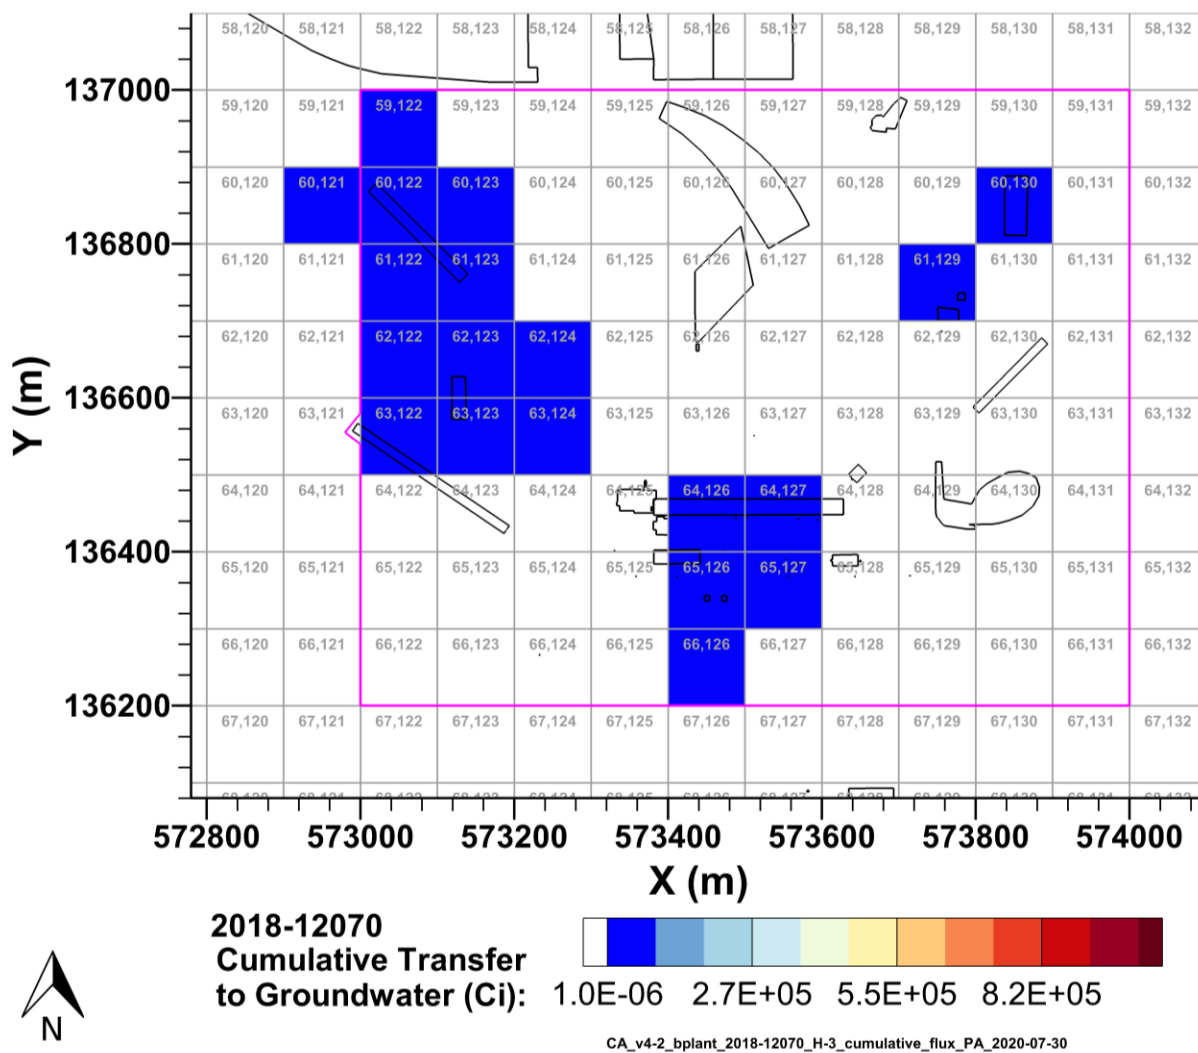 58,120 58,121 58,122 58,123 58,124 58,125 58,126 58,127 58,128 58,129 58,130 58,131 58,132
137000
59,120 59,121 59,122 59,123 59,124 59,125 59,126 59,127 59,128 59,129 59,130 59,131 59,132
60,120 60,121 60,122 60,123 60,124 60,125 60,126 60,127 60,128 60,129 60,130 60,131 60,132
136800
61,120 61,121 61,122 61,123 61,124 61,125 61,126 61,127 61,128 61,129 61,130 61,131 61,132
62,120 62,121 62,122 62,123 62,124 62,125 62,126 62,127 62,128 62,129 62,130 62,131 62,132
136600
Y (m)
63,120 63,121 63,122 63,123 63,124 63,125 63,126 63,127 63,128 63,129 63,130 63,131 63,132
64,120 64,121 64,122 64,123 64,124 64,125 64,126 64,127 64,128 64,129 64,130 64,131 64,132
136400
65,120 65,121 65,122 65,123 65,124 65,125 65,126 65,127 65,128 65,129 65,130 65,131 65,132
66,120 66,121 66,122 66,123 66,124 66,125 66,126 66,127 66,128 66,129 66,130 66,131 66,132
136200
67,120 67,121 67,122 67,123 67,124 67,125 67,126 67,127 67,128 67,129 67,130 67,131 67,132
572800 573000 573200 573400 573600 573800 574000
X (m)
2018-12070
Cumulative Transfer
to Groundwater (Ci): 1.0E-06 2.7E+05 5.5E+05 8.2E+05
N
CA_v4-2_bplant_2018-12070_H-3_cumulative_flux_PA_2020-07-30